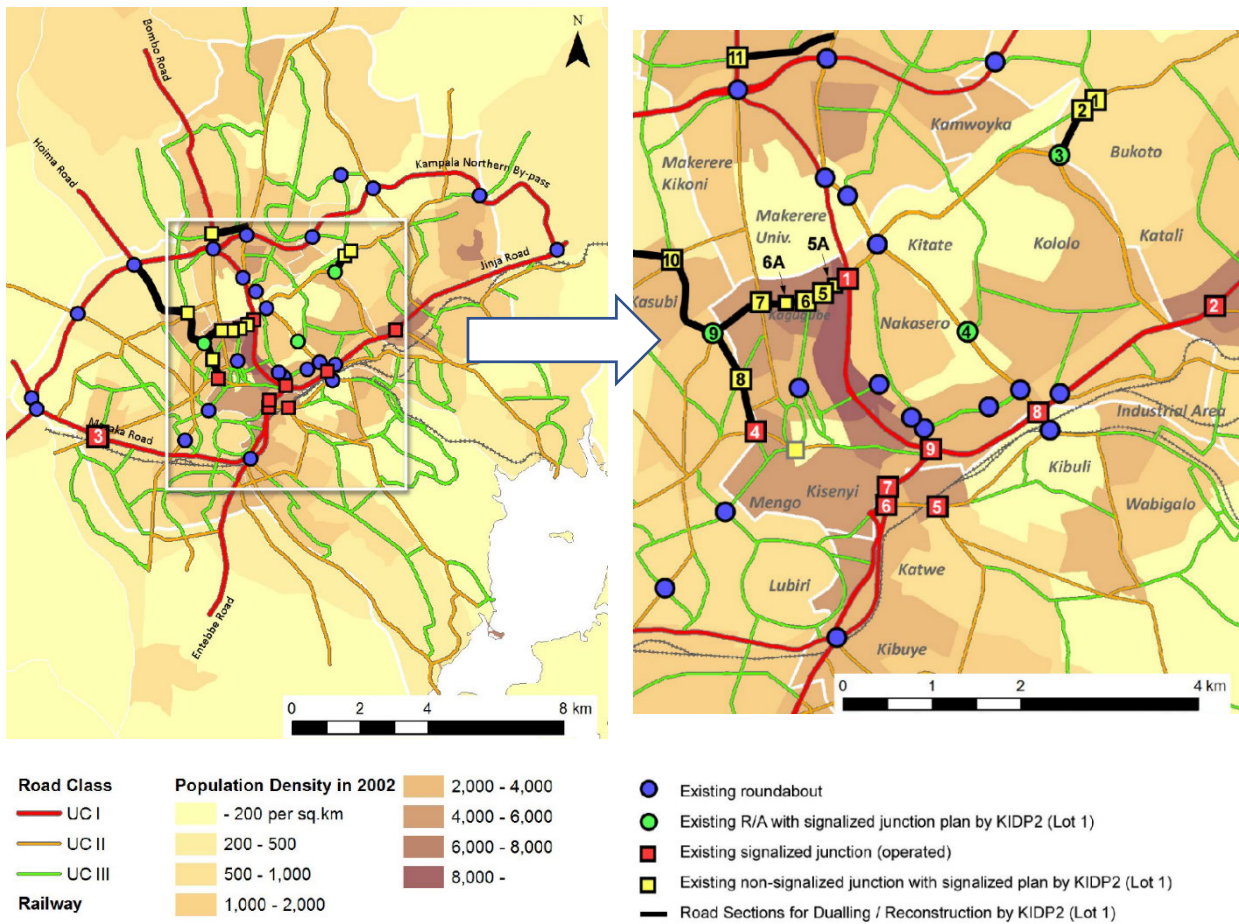 N
Bombo Road
Hoima Road
Kampala Northern By-pass
Jinja Road
3
Masaka Road
Entebbe Road
0 4 8 km
11
Kamwoyka
1
2
3
Bukoto
Makerere
Kikoni
Makerere
Univ.
5A
6A
Kitate
Kololo
Katali
10
Kasubi
1
7
6
5
Kagugube
9
Nakasero
4
2
8
4
8
Industrial Area
9
Kibuli
Mengo
Kisenyi
7
6
5
Wabigalo
Lubiri
Katwe
Kibuye
0 1 2 4 km
Road Class
UC I
UC II
UC III
Railway
Population Density in 2002
- 200 per sq.km
200 - 500
500 - 1,000
1,000 - 2,000
2,000 - 4,000
4,000 - 6,000
6,000 - 8,000
8,000 -
Existing roundabout
Existing R/A with signalized junction plan by KIDP2 (Lot 1)
Existing signalized junction (operated)
Existing non-signalized junction with signalized plan by KIDP2 (Lot 1)
Road Sections for Dualling / Reconstruction by KIDP2 (Lot 1)